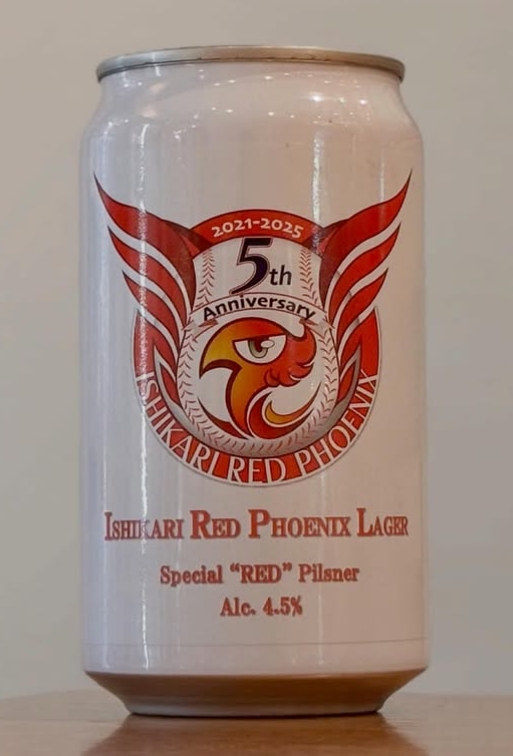 2021-2025
5th
Anniversary
ISHIKARI RED PHOENIX
ISHIKARI RED PHOENIX LAGER
Special “RED” Pilsner
Alc. 4.5%